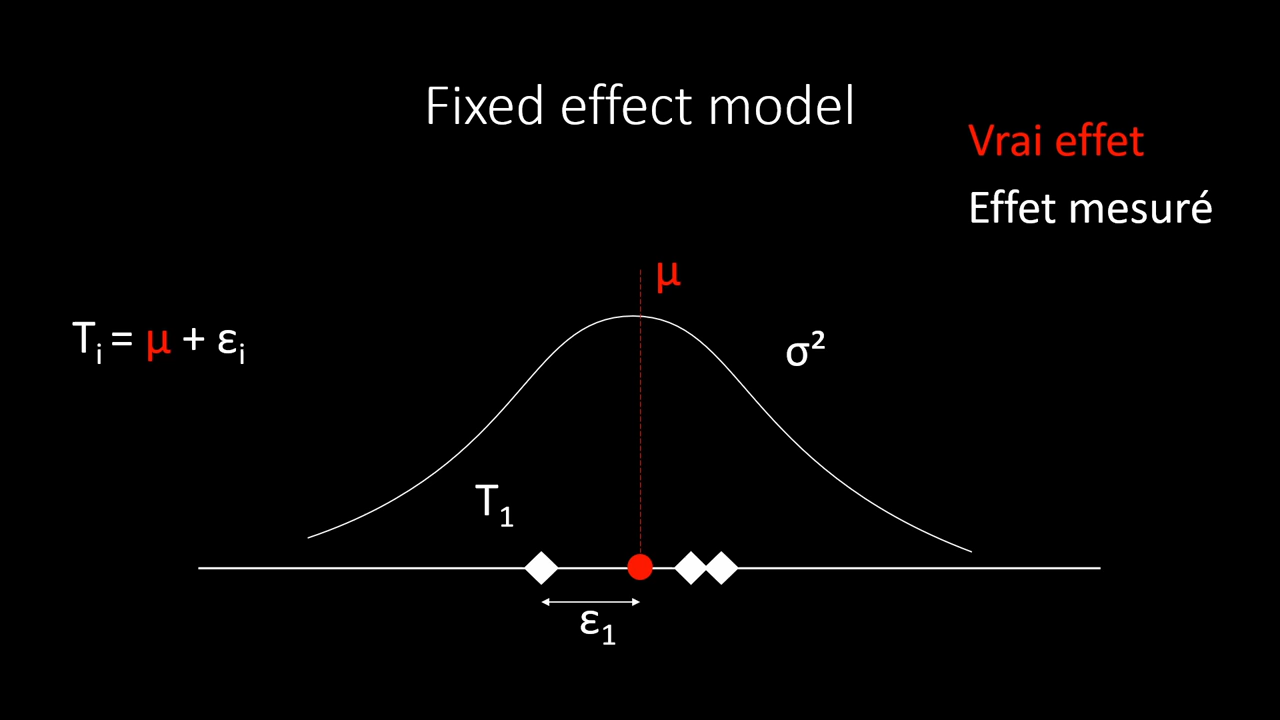 Fixed effect model
Vrai effet
Effet mesuré
μ
Tᵢ = μ + εᵢ
σ²
T₁
ε₁